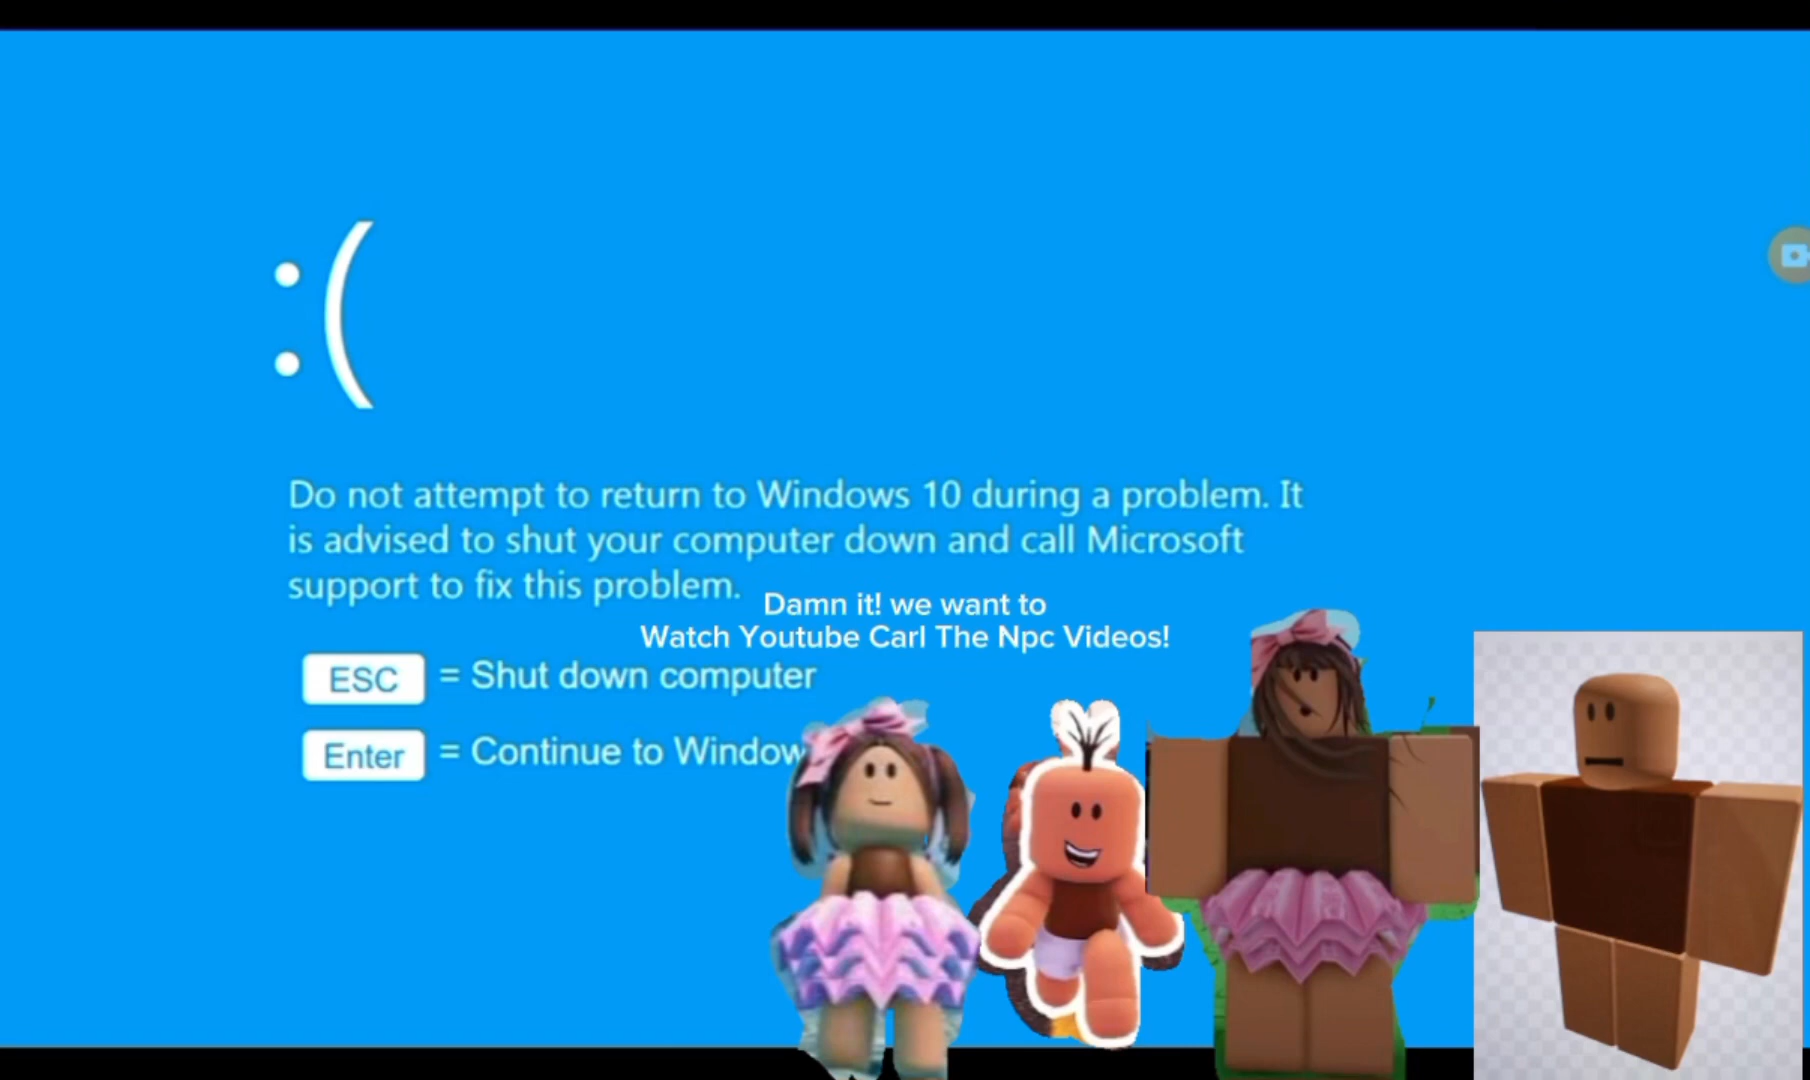 :(
Do not attempt to return to Windows 10 during a problem. It
is advised to shut your computer down and call Microsoft
support to fix this problem.
Damn it! we want to
Watch Youtube Carl The Npc Videos!
ESC = Shut down computer
Enter = Continue to Window